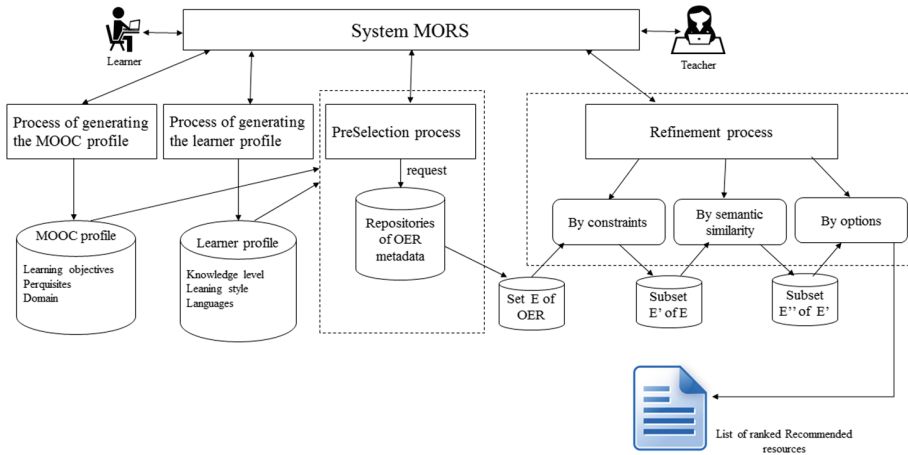 System MORS
Learner
Teacher
Process of generating
the MOOC profile
Process of generating
the learner profile
PreSelection process
Refinement process
request
MOOC profile
Learning objectives
Perquisites
Domain
Learner profile
Knowledge level
Leaning style
Languages
Repositories
of OER
metadata
By constraints
By semantic
similarity
By options
Set E of
OER
Subset
E' of E
Subset
E'' of E'
List of ranked Recommended
resources